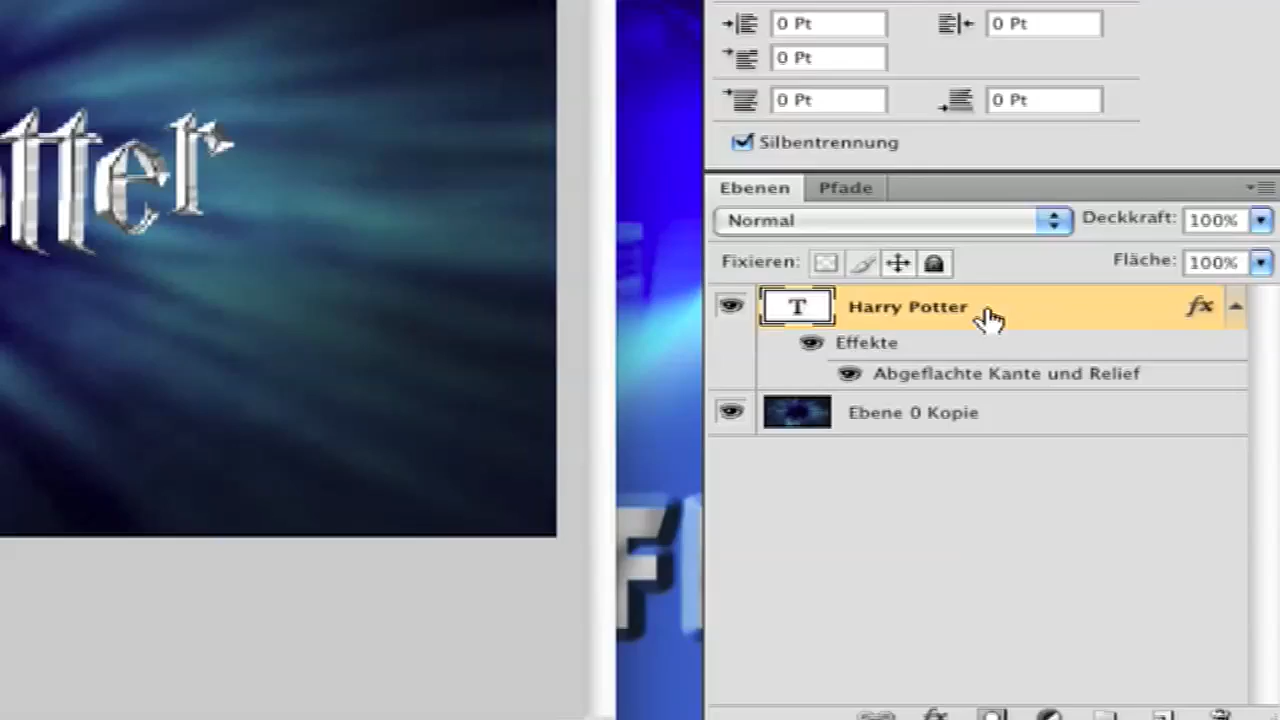 0 Pt 0 Pt
0 Pt
0 Pt 0 Pt
Silbentrennung
Ebenen Pfade
Normal Deckkraft: 100%
Fixieren: Fläche: 100%
tter
T Harry Potter fx
Effekte
Abgeflachte Kante und Relief
Ebene 0 Kopie
F
fx